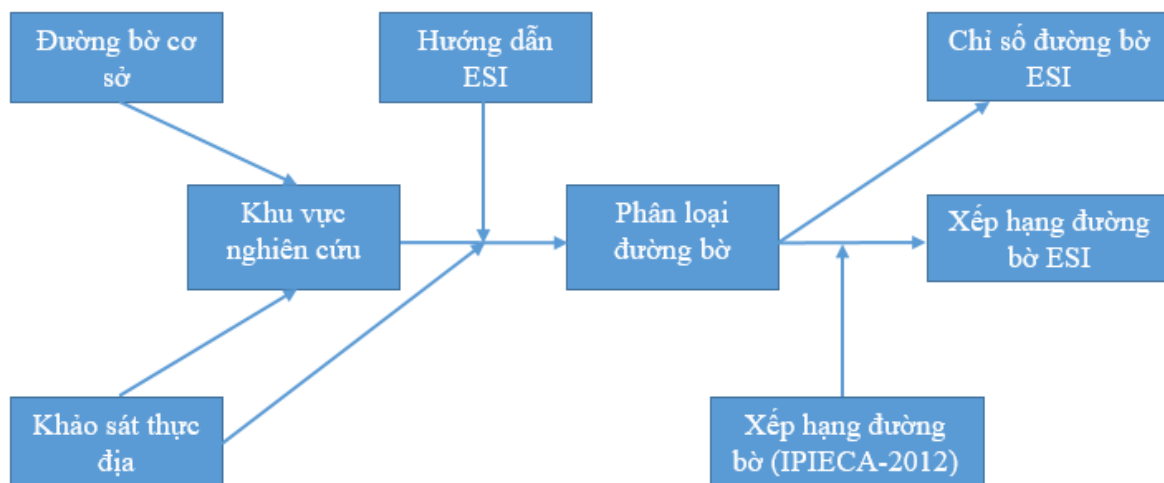 Đường bờ cơ
sở
Hướng dẫn
ESI
Chỉ số đường bờ
ESI
Khu vực
nghiên cứu
Phân loại
đường bờ
Xếp hạng đường
bờ ESI
Khảo sát thực
địa
Xếp hạng đường
bờ (IPIECA-2012)